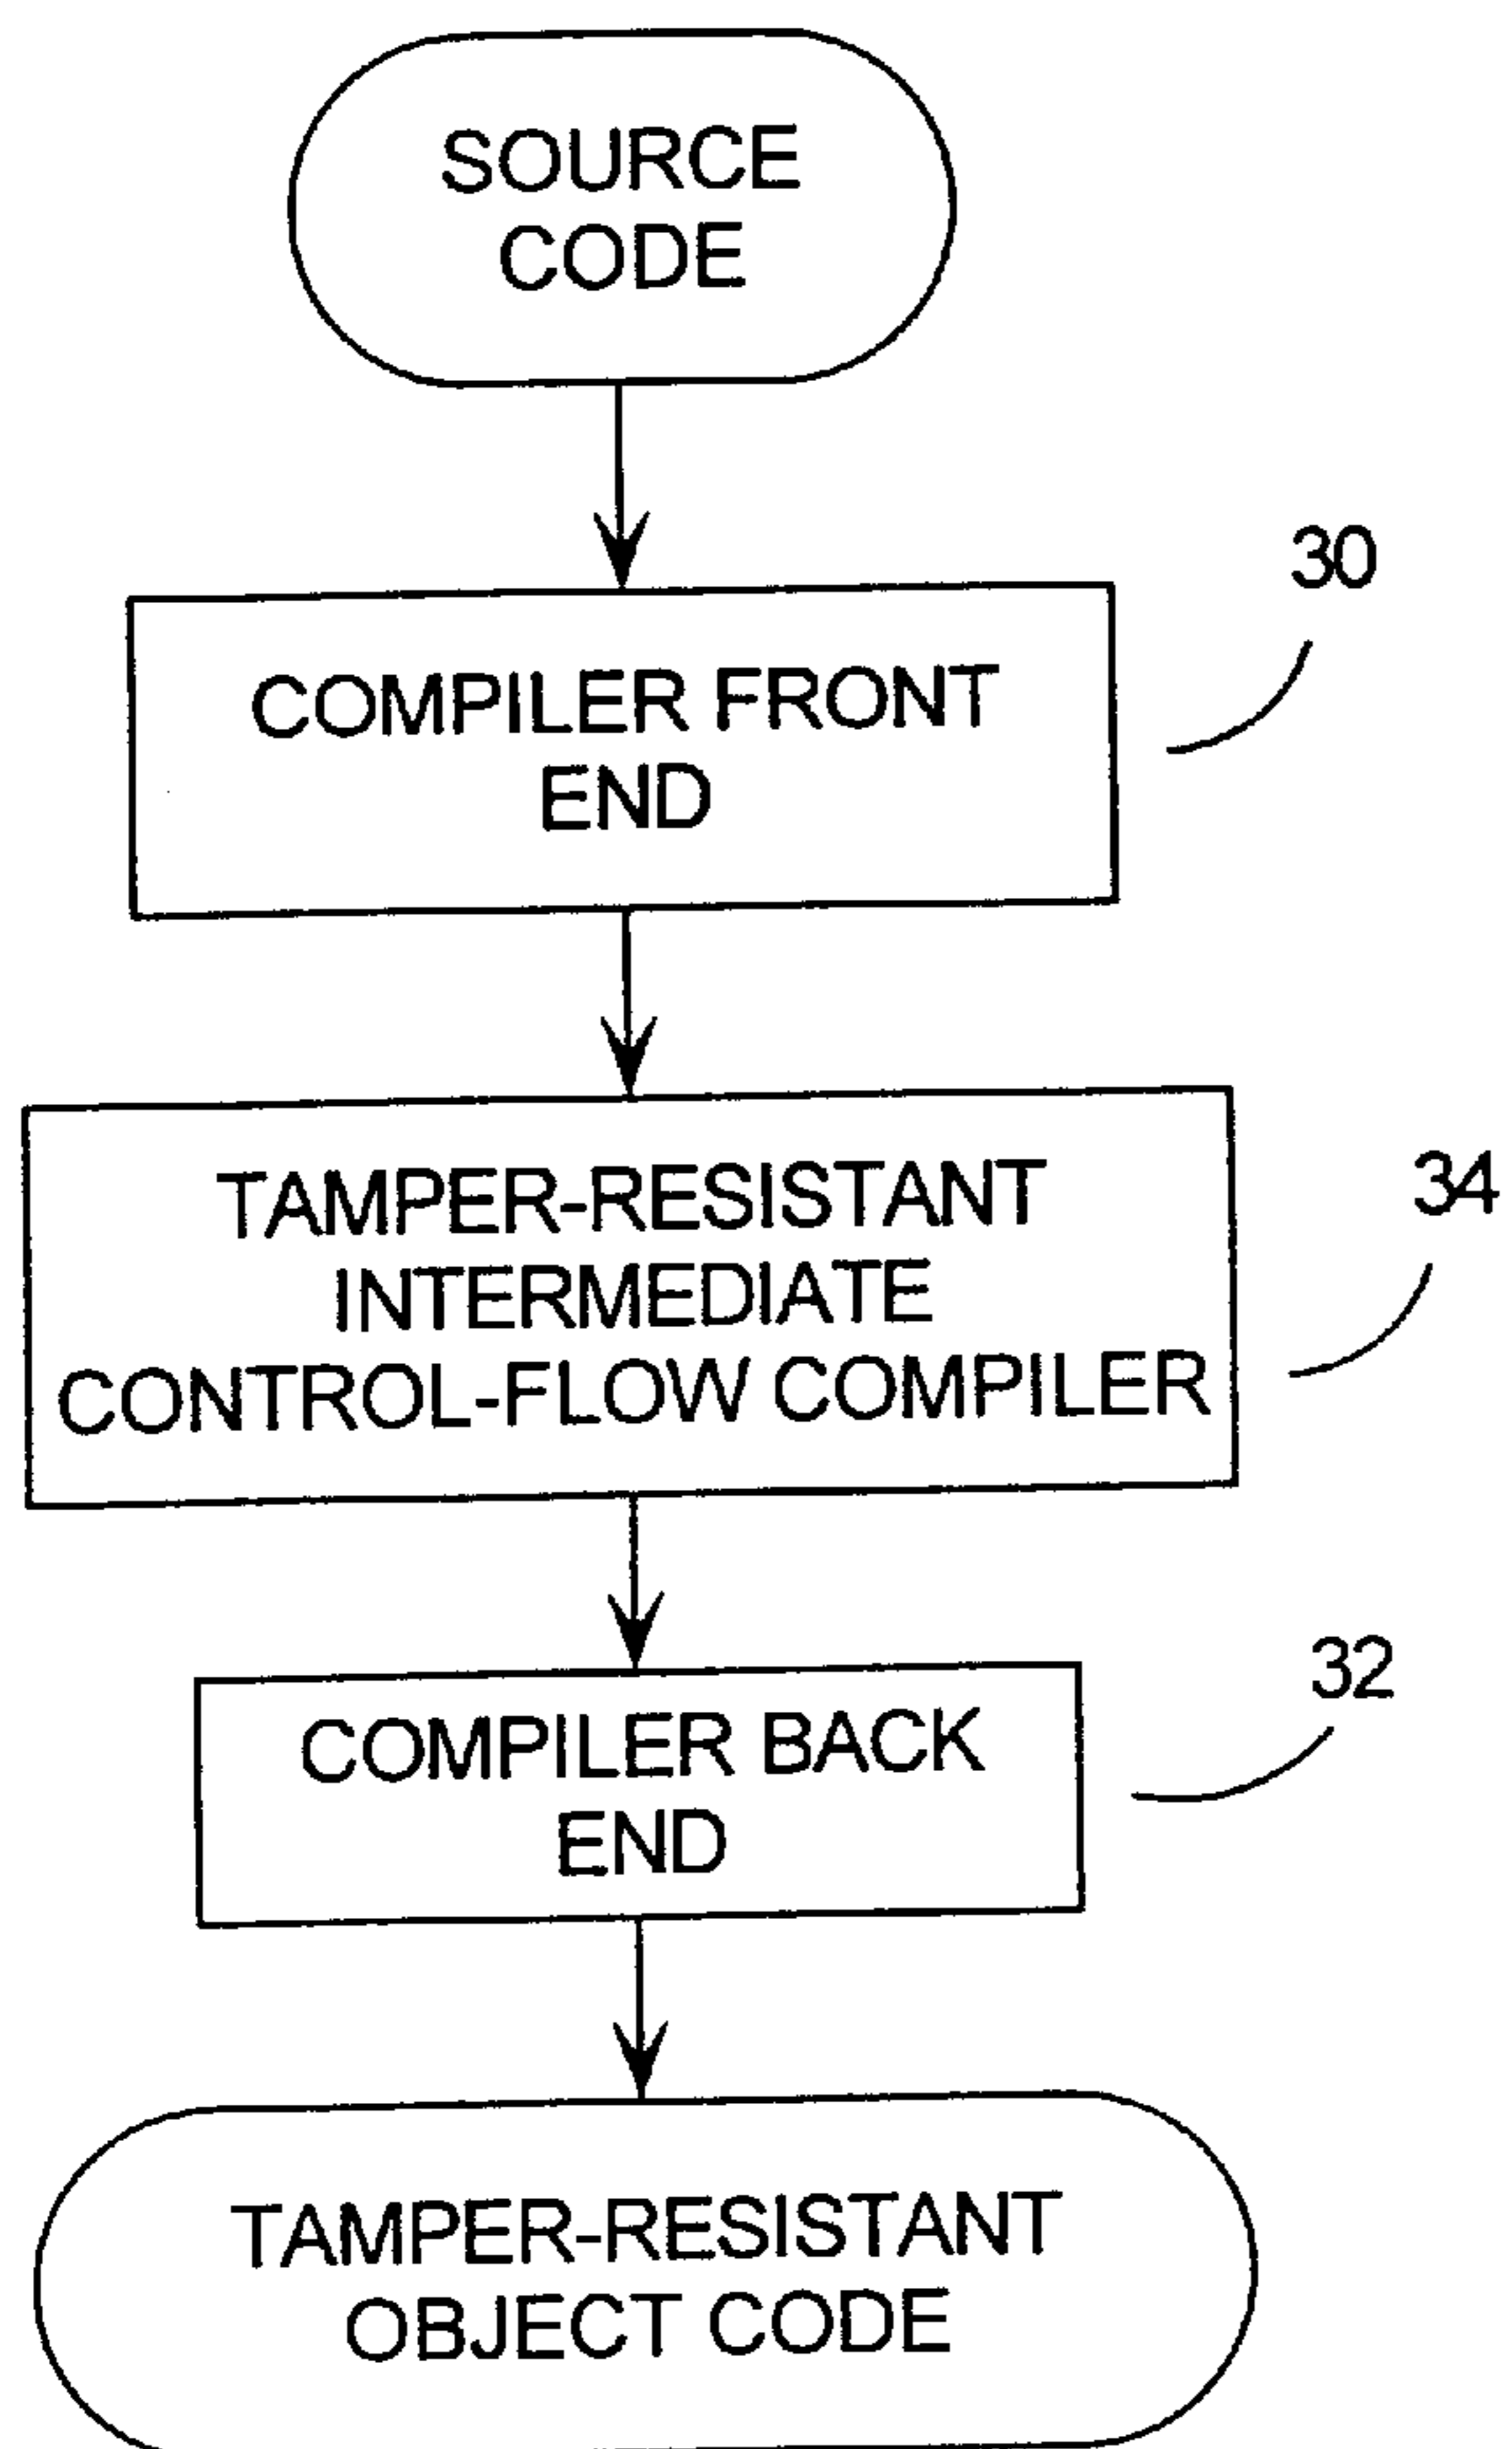 SOURCE
CODE
30
COMPILER FRONT
END
34
TAMPER-RESISTANT
INTERMEDIATE
CONTROL-FLOW COMPILER
32
COMPILER BACK
END
TAMPER-RESISTANT
OBJECT CODE